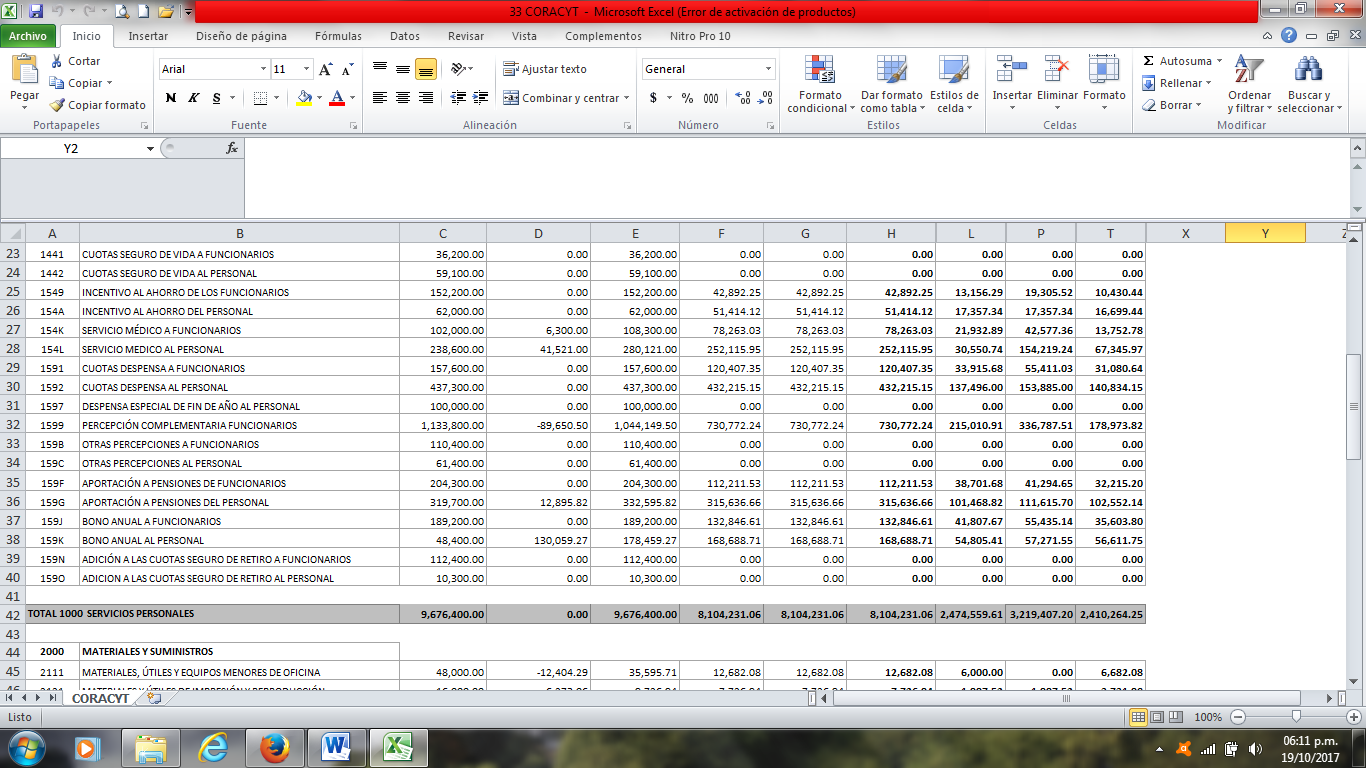 33 CORACYT - Microsoft Excel (Error de activación de productos)
Archivo Inicio Insertar Diseño de página Fórmulas Datos Revisar Vista Complementos Nitro Pro 10
Pegar Cortar Copiar Copiar formato Portapapeles
Arial 11 N K S Fuente
Ajustar texto Combinar y centrar Alineación
General $ % 000 Número
Formato condicional Dar formato como tabla Estilos de celda Estilos
Insertar Eliminar Formato Celdas
Σ Autosuma Rellenar Borrar Ordenar y filtrar Buscar y seleccionar Modificar
Y2 fx
A B C D E F G H L P T X Y Z
23 1441 CUOTAS SEGURO DE VIDA A FUNCIONARIOS 36,200.00 0.00 36,200.00 0.00 0.00 0.00 0.00 0.00 0.00
24 1442 CUOTAS SEGURO DE VIDA AL PERSONAL 59,100.00 0.00 59,100.00 0.00 0.00 0.00 0.00 0.00 0.00
25 1549 INCENTIVO AL AHORRO DE LOS FUNCIONARIOS 152,200.00 0.00 152,200.00 42,892.25 42,892.25 42,892.25 13,156.29 19,305.52 10,430.44
26 154A INCENTIVO AL AHORRO DEL PERSONAL 62,000.00 0.00 62,000.00 51,414.12 51,414.12 51,414.12 17,357.34 17,357.34 16,699.44
27 154K SERVICIO MÉDICO A FUNCIONARIOS 102,000.00 6,300.00 108,300.00 78,263.03 78,263.03 78,263.03 21,932.89 42,577.36 13,752.78
28 154L SERVICIO MEDICO AL PERSONAL 238,600.00 41,521.00 280,121.00 252,115.95 252,115.95 252,115.95 30,550.74 154,219.24 67,345.97
29 1591 CUOTAS DESPENSA A FUNCIONARIOS 157,600.00 0.00 157,600.00 120,407.35 120,407.35 120,407.35 33,915.68 55,411.03 31,080.64
30 1592 CUOTAS DESPENSA AL PERSONAL 437,300.00 0.00 437,300.00 432,215.15 432,215.15 432,215.15 137,496.00 153,885.00 140,834.15
31 1597 DESPENSA ESPECIAL DE FIN DE AÑO AL PERSONAL 100,000.00 0.00 100,000.00 0.00 0.00 0.00 0.00 0.00 0.00
32 1599 PERCEPCIÓN COMPLEMENTARIA FUNCIONARIOS 1,133,800.00 -89,650.50 1,044,149.50 730,772.24 730,772.24 730,772.24 215,010.91 336,787.51 178,973.82
33 159B OTRAS PERCEPCIONES A FUNCIONARIOS 110,400.00 0.00 110,400.00 0.00 0.00 0.00 0.00 0.00 0.00
34 159C OTRAS PERCEPCIONES AL PERSONAL 61,400.00 0.00 61,400.00 0.00 0.00 0.00 0.00 0.00 0.00
35 159F APORTACIÓN A PENSIONES DE FUNCIONARIOS 204,300.00 0.00 204,300.00 112,211.53 112,211.53 112,211.53 38,701.68 41,294.65 32,215.20
36 159G APORTACIÓN A PENSIONES DEL PERSONAL 319,700.00 12,895.82 332,595.82 315,636.66 315,636.66 315,636.66 101,468.82 111,615.70 102,552.14
37 159J BONO ANUAL A FUNCIONARIOS 189,200.00 0.00 189,200.00 132,846.61 132,846.61 132,846.61 41,807.67 55,435.14 35,603.80
38 159K BONO ANUAL AL PERSONAL 48,400.00 130,059.27 178,459.27 168,688.71 168,688.71 168,688.71 54,805.41 57,271.55 56,611.75
39 159N ADICIÓN A LAS CUOTAS SEGURO DE RETIRO A FUNCIONARIOS 112,400.00 0.00 112,400.00 0.00 0.00 0.00 0.00 0.00 0.00
40 159O ADICION A LAS CUOTAS SEGURO DE RETIRO AL PERSONAL 10,300.00 0.00 10,300.00 0.00 0.00 0.00 0.00 0.00 0.00
41
42 TOTAL 1000 SERVICIOS PERSONALES 9,676,400.00 0.00 9,676,400.00 8,104,231.06 8,104,231.06 8,104,231.06 2,474,559.61 3,219,407.20 2,410,264.25
43
44 2000 MATERIALES Y SUMINISTROS
45 2111 MATERIALES, ÚTILES Y EQUIPOS MENORES DE OFICINA 48,000.00 -12,404.29 35,595.71 12,682.08 12,682.08 12,682.08 6,000.00 0.00 6,682.08
CORACYT
Listo 100%
06:11 p.m.
19/10/2017